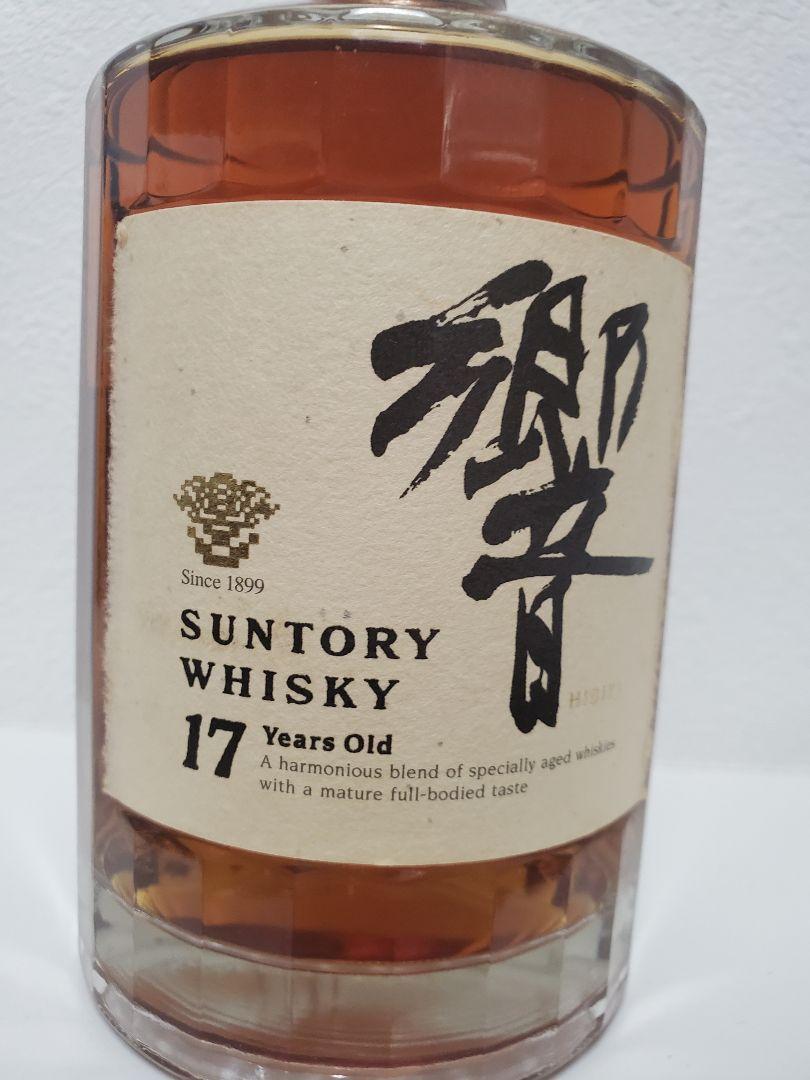 響
Since 1899
SUNTORY
WHISKY
HIBIKI
17 Years Old
A harmonious blend of specially aged whiskies
with a mature full-bodied taste